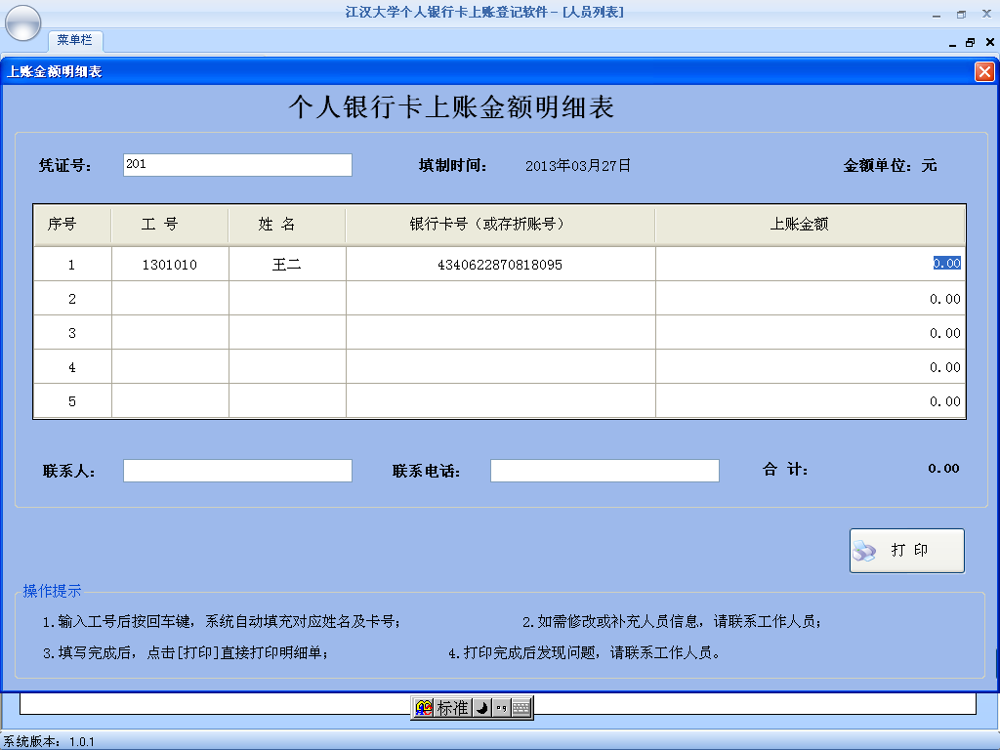 江汉大学个人银行卡上账登记软件 - [人员列表]
菜单栏
上账金额明细表
个人银行卡上账金额明细表
凭证号： 201 填制时间： 2013年03月27日 金额单位：元
序号 工 号 姓 名 银行卡号（或存折账号） 上账金额
1 1301010 王二 4340622870818095 0.00
2 0.00
3 0.00
4 0.00
5 0.00
联系人： 联系电话： 合 计： 0.00
打 印
操作提示
1.输入工号后按回车键，系统自动填充对应姓名及卡号； 2.如需修改或补充人员信息，请联系工作人员；
3.填写完成后，点击[打印]直接打印明细单； 4.打印完成后发现问题，请联系工作人员。
标准
系统版本： 1.0.1